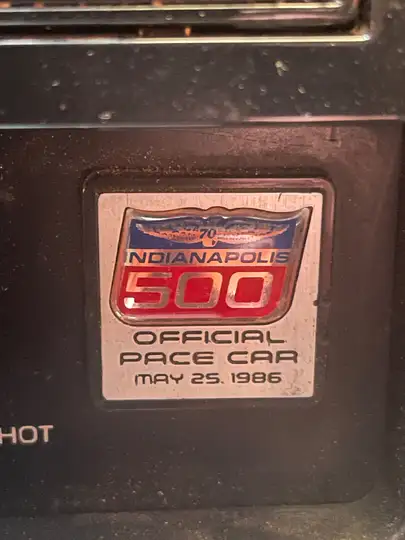 70
INDIANAPOLIS
500
OFFICIAL
PACE CAR
MAY 25, 1986
HOT